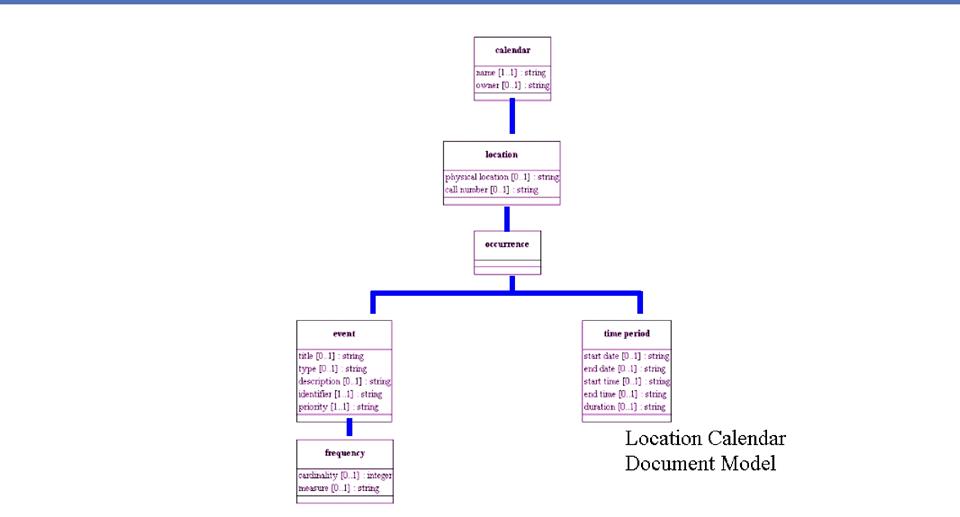 calendar
name [1..1] : string
owner [0..1] : string
location
physical location [0..1] : string
call number [0..1] : string
occurrence
event
title [0..1] : string
type [0..1] : string
description [0..1] : string
identifier [1..1] : string
priority [1..1] : string
time period
start date [0..1] : string
end date [0..1] : string
start time [0..1] : string
end time [0..1] : string
duration [0..1] : string
frequency
cardinality [0..1] : integer
measure [0..1] : string
Location Calendar
Document Model